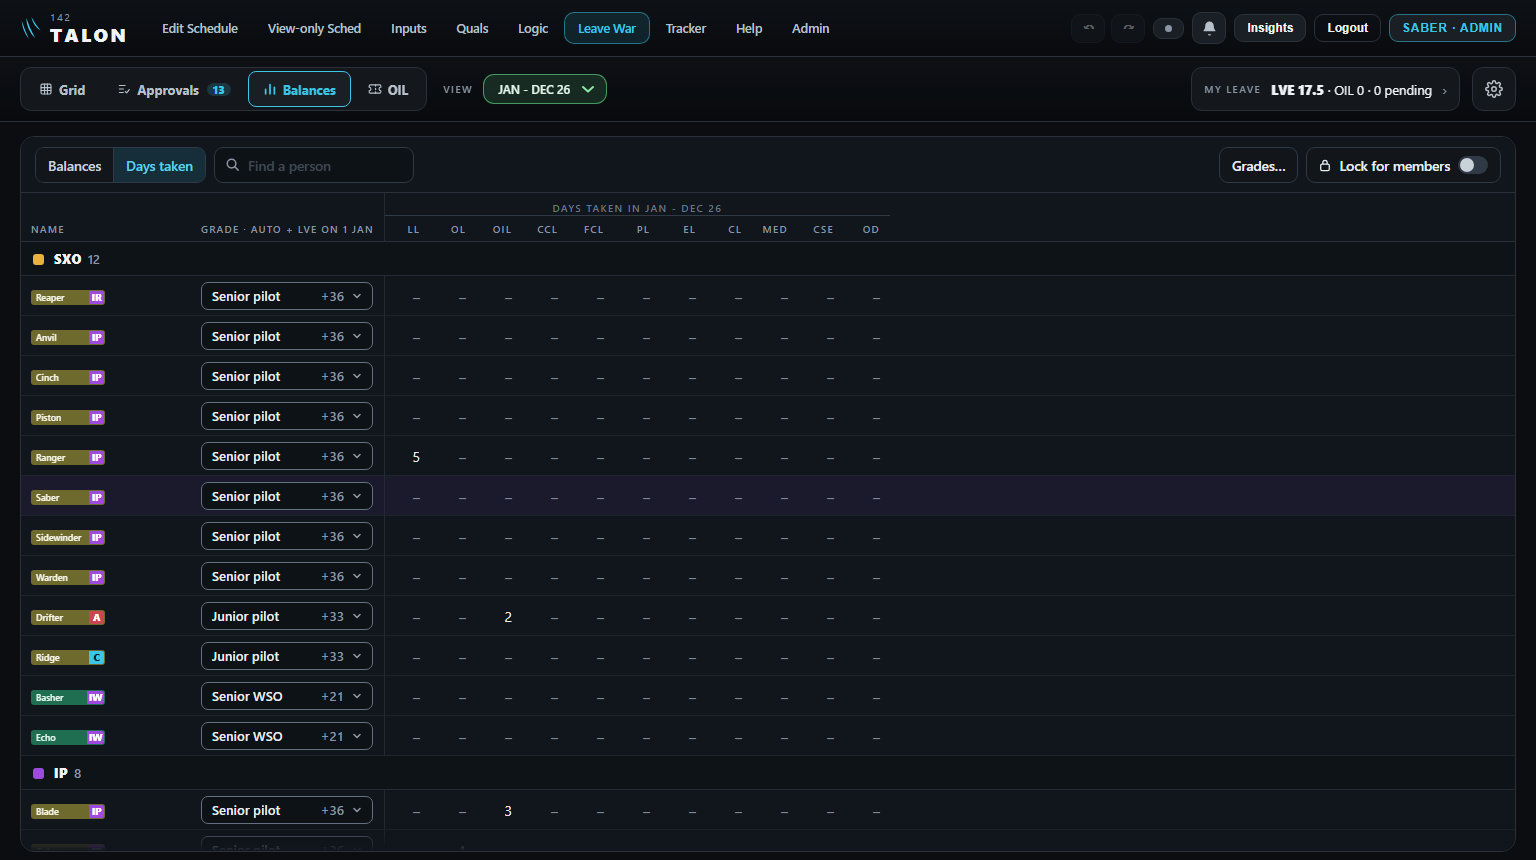 142
TALON
Edit Schedule
View-only Sched
Inputs
Quals
Logic
Leave War
Tracker
Help
Admin
Insights
Logout
SABER · ADMIN
Grid
Approvals 13
Balances
OIL
VIEW
JAN - DEC 26
MY LEAVE LVE 17.5 · OIL 0 · 0 pending ›
Balances
Days taken
Find a person
Grades...
Lock for members
DAYS TAKEN IN JAN - DEC 26
NAME GRADE · AUTO + LVE ON 1 JAN LL OL OIL CCL FCL PL EL CL MED CSE OD
SXO 12
Reaper IR Senior pilot +36 – – – – – – – – – – –
Anvil IP Senior pilot +36 – – – – – – – – – – –
Cinch IP Senior pilot +36 – – – – – – – – – – –
Piston IP Senior pilot +36 – – – – – – – – – – –
Ranger IP Senior pilot +36 5 – – – – – – – – – –
Saber IP Senior pilot +36 – – – – – – – – – – –
Sidewinder IP Senior pilot +36 – – – – – – – – – – –
Warden IP Senior pilot +36 – – – – – – – – – – –
Drifter A Junior pilot +33 – – 2 – – – – – – – –
Ridge C Junior pilot +33 – – – – – – – – – – –
Basher IW Senior WSO +21 – – – – – – – – – – –
Echo IW Senior WSO +21 – – – – – – – – – – –
IP 8
Blade IP Senior pilot +36 – – 3 – – – – – – – –
Senior pilot